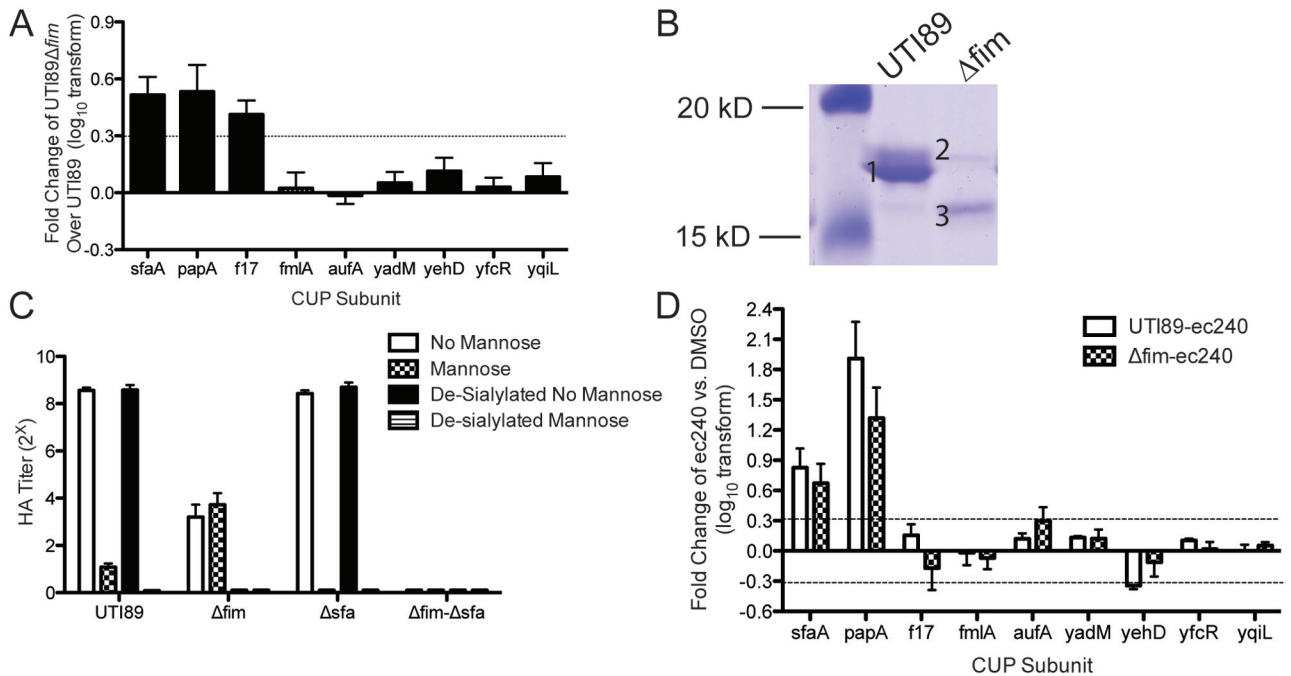 A
Fold Change of UTI89Δfim
Over UTI89 (log10 transform)
0.9
0.6
0.3
0.0
-0.3
sfaA papA f17 fmlA aufA yadM yehD yfcR yqiL
CUP Subunit
B
UTI89 Δfim
20 kD
15 kD
1
2
3
C
HA Titer (2X)
10
8
6
4
2
0
UTI89 Δfim Δsfa Δfim-Δsfa
No Mannose
Mannose
De-Sialylated No Mannose
De-sialylated Mannose
D
Fold Change of ec240 vs. DMSO
(log10 transform)
2.4
2.1
1.8
1.5
1.2
0.9
0.6
0.3
0.0
-0.3
-0.6
sfaA papA f17 fmlA aufA yadM yehD yfcR yqiL
CUP Subunit
UTI89-ec240
Δfim-ec240